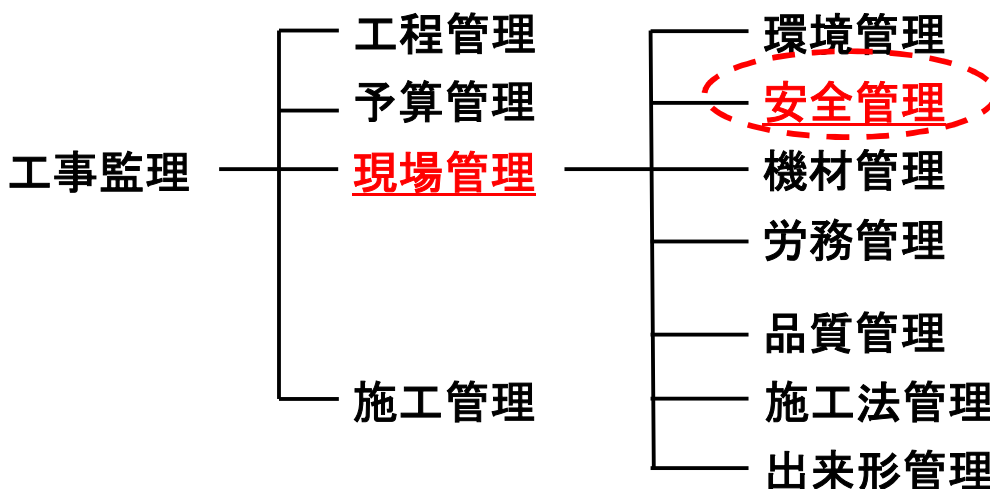 工事監理
工程管理
予算管理
現場管理
施工管理
環境管理
安全管理
機材管理
労務管理
品質管理
施工法管理
出来形管理